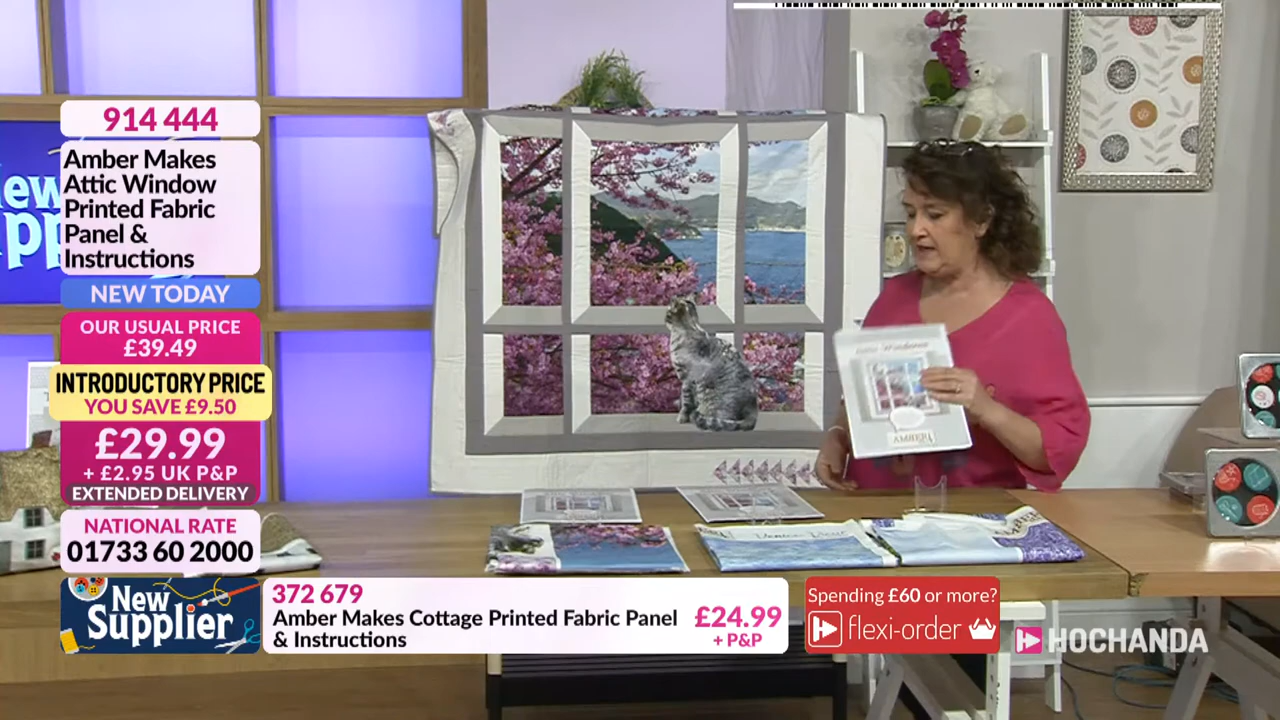 914 444
Amber Makes
Attic Window
Printed Fabric
Panel &
Instructions
NEW TODAY
OUR USUAL PRICE
£39.49
INTRODUCTORY PRICE
YOU SAVE £9.50
£29.99
+ £2.95 UK P&P
EXTENDED DELIVERY
NATIONAL RATE
01733 60 2000
New
Supplier
372 679
Amber Makes Cottage Printed Fabric Panel
& Instructions
£24.99
+ P&P
Spending £60 or more?
flexi-order
HOCHANDA